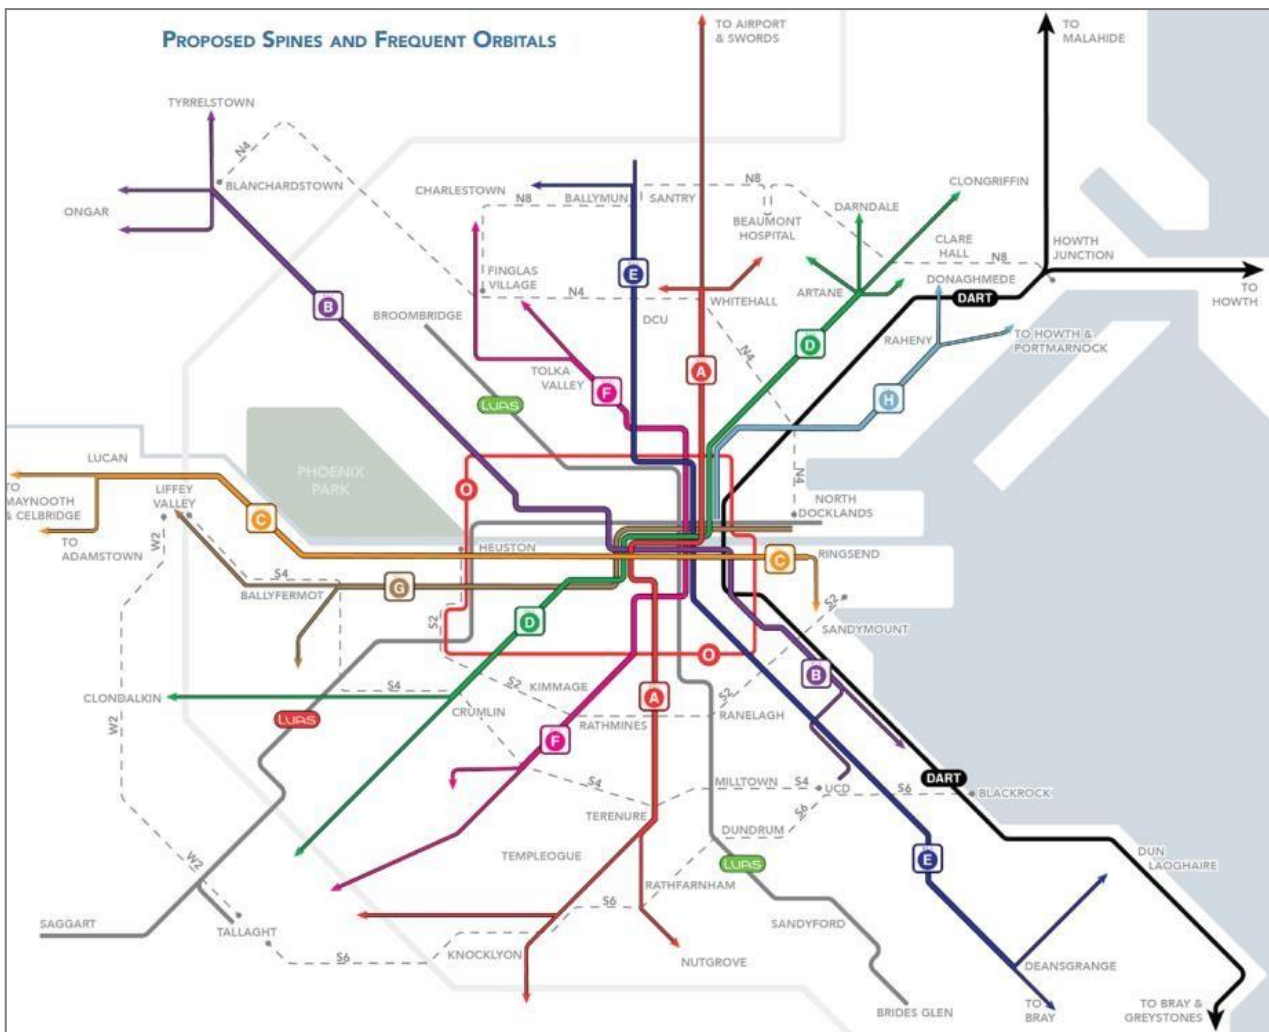 PROPOSED SPINES AND FREQUENT ORBITALS
TO AIRPORT
& SWORDS
TO
MALAHIDE
TYRRELSTOWN
N4
BLANCHARDSTOWN
ONGAR
CHARLESTOWN
N8
BALLYMUN
SANTRY
N8
BEAUMONT
HOSPITAL
DARNDALE
CLONGRIFFIN
CLARE
HALL
N8
HOWTH
JUNCTION
TO
HOWTH
DONAGHMEDE
DART
E
FINGLAS
VILLAGE
N4
WHITEHALL
ARTANE
B
BROOMBRIDGE
DCU
D
RAHENY
TO HOWTH &
PORTMARNOCK
N4
TOLKA
VALLEY
A
F
H
LUAS
LUCAN
PHOENIX
PARK
TO
MAYNOOTH
& CELBRIDGE
LIFFEY
VALLEY
O
N4
NORTH
DOCKLANDS
C
TO
ADAMSTOWN
W2
HEUSTON
C
RINGSEND
S4
BALLYFERMOT
G
S2
S2
D
SANDYMOUNT
O
CLONDALKIN
S4
S2
KIMMAGE
B
CRUMLIN
A
S2
RATHMINES
RANELAGH
LUAS
W2
F
S4
MILLTOWN
S4
UCD
DART
S6
BLACKROCK
TERENURE
S6
DUNDRUM
W2
TEMPLEOGUE
LUAS
E
DUN
LAOGHAIRE
RATHFARNHAM
S6
SAGGART
TALLAGHT
SANDYFORD
S6
KNOCKLYON
NUTGROVE
DEANSGRANGE
BRIDES GLEN
TO
BRAY
TO BRAY &
GREYSTONES